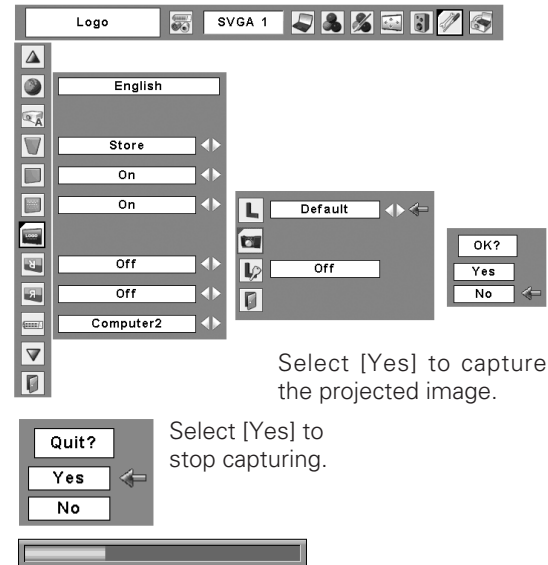 Logo
SVGA 1
English
Store
On
On
LOGO
Off
Off
Computer2
Default
Off
OK?
Yes
No
Select [Yes] to capture
the projected image.
Quit?
Yes
No
Select [Yes] to
stop capturing.